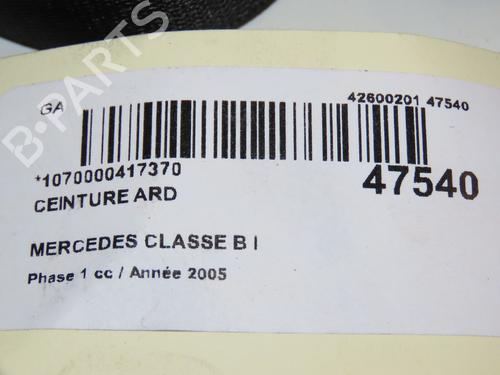 B-PARTS
GA
42600201 47540
*1070000417370
47540
CEINTURE ARD
MERCEDES CLASSE B I
Phase 1 cc / Année 2005